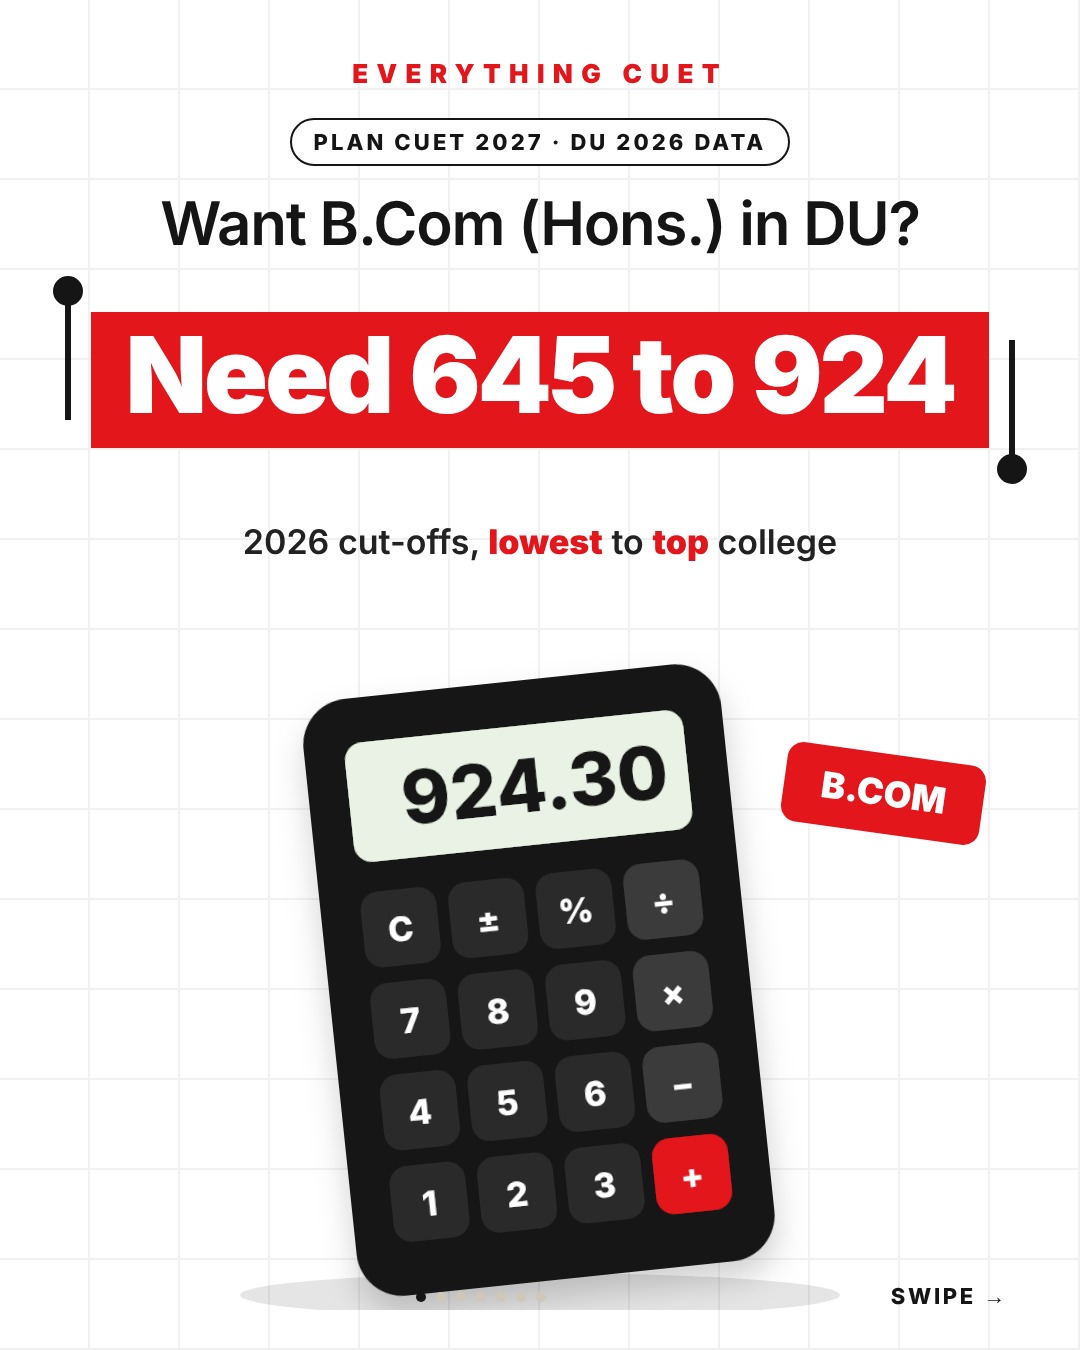 EVERYTHING CUET
PLAN CUET 2027 · DU 2026 DATA
Want B.Com (Hons.) in DU?
Need 645 to 924
2026 cut-offs, lowest to top college
924.30
B.COM
C ± % ÷
7 8 9 ×
4 5 6 −
1 2 3 +
SWIPE →